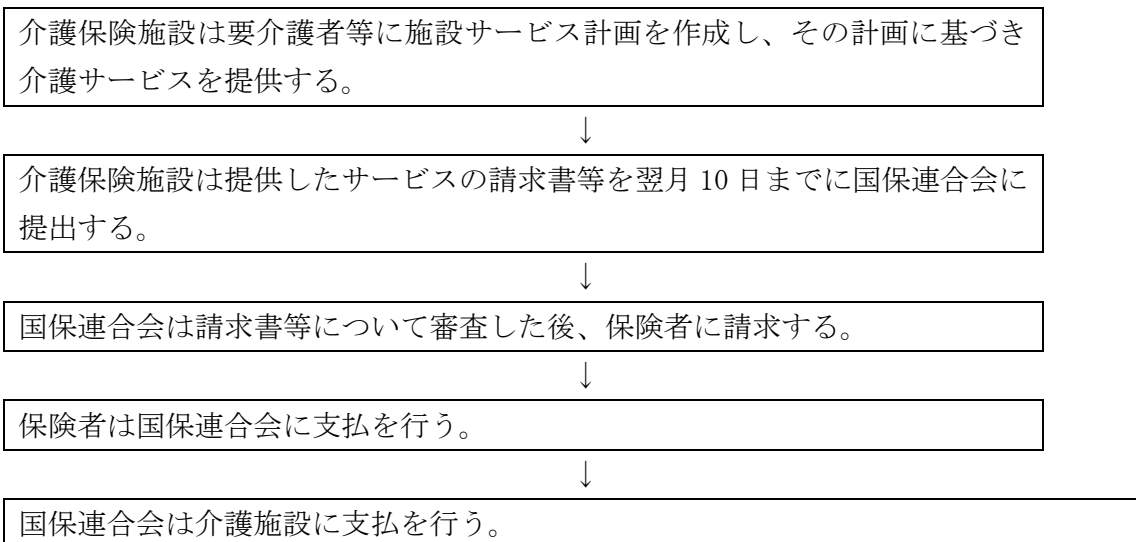 介護保険施設は要介護者等に施設サービス計画を作成し、その計画に基づき
介護サービスを提供する。
↓
介護保険施設は提供したサービスの請求書等を翌月 10 日までに国保連合会に
提出する。
↓
国保連合会は請求書等について審査した後、保険者に請求する。
↓
保険者は国保連合会に支払を行う。
↓
国保連合会は介護施設に支払を行う。